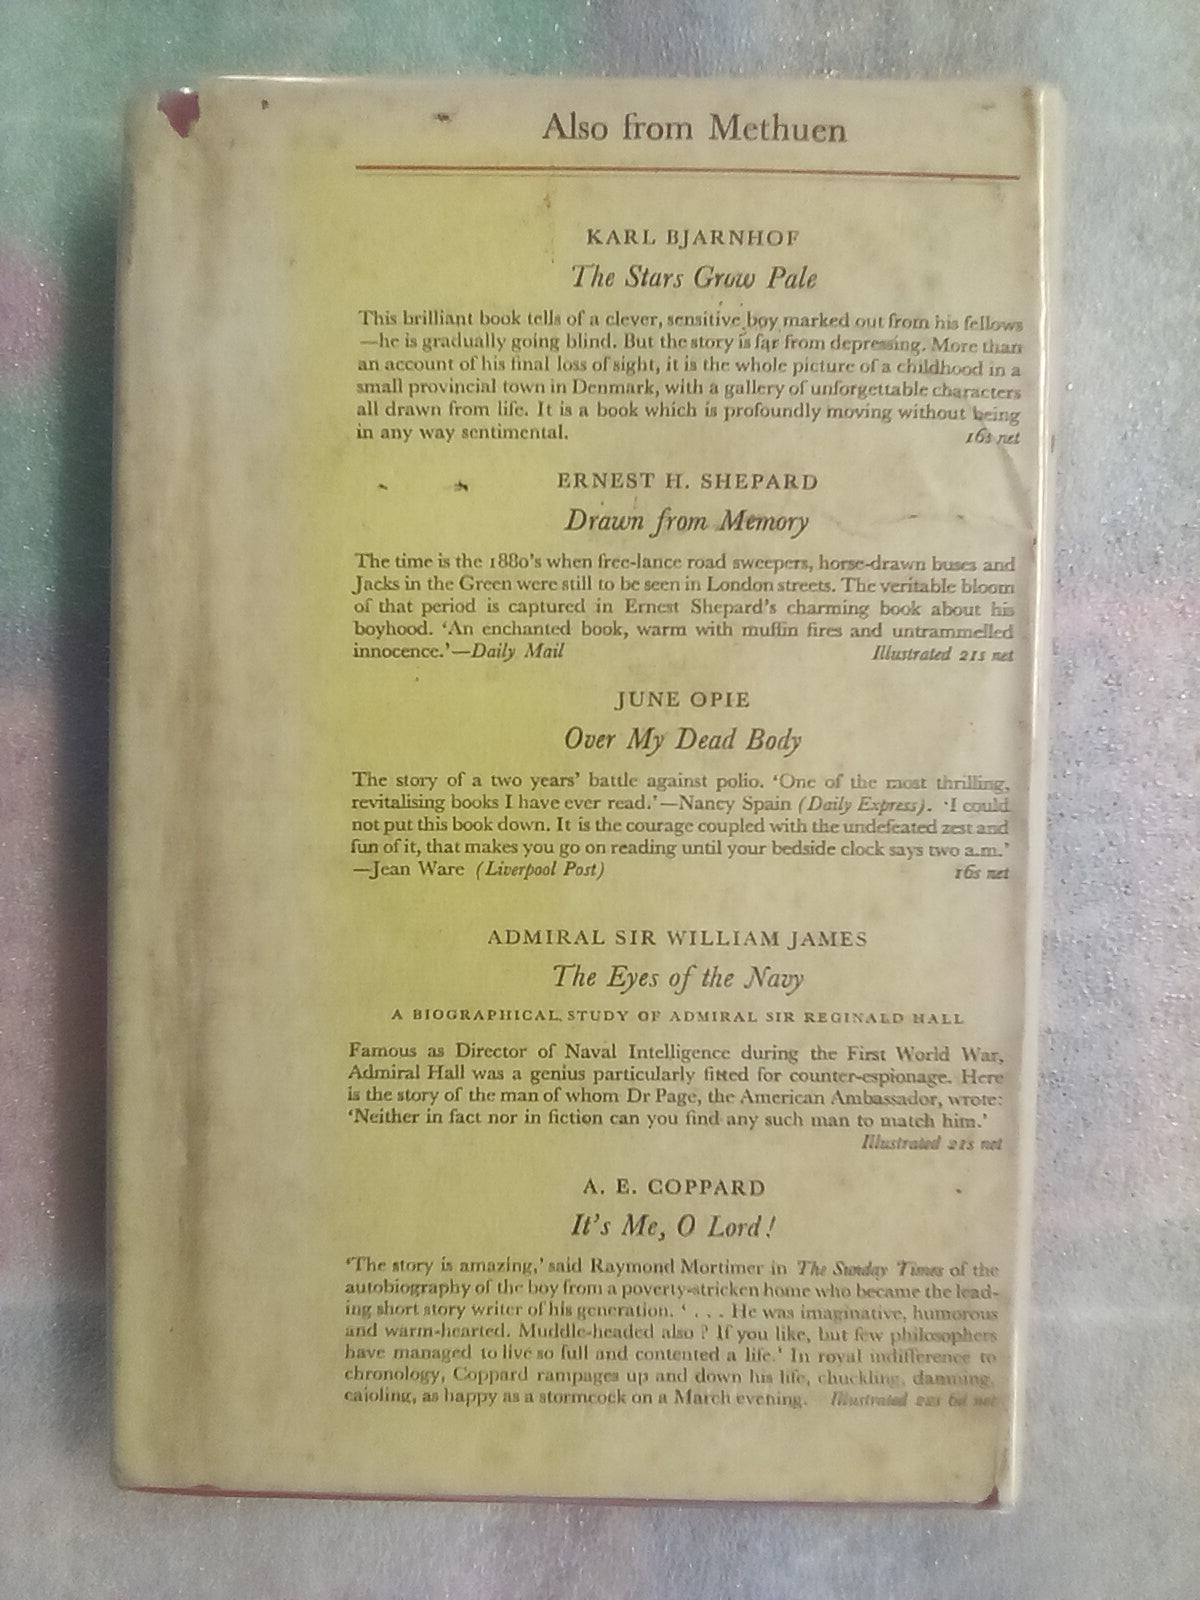 Also from Methuen
KARL BJARNHOF
The Stars Grow Pale
This brilliant book tells of a clever, sensitive boy marked out from his fellows
—he is gradually going blind. But the story is far from depressing. More than
an account of his final loss of sight, it is the whole picture of a childhood in a
small provincial town in Denmark, with a gallery of unforgettable characters
all drawn from life. It is a book which is profoundly moving without being
in any way sentimental. 16s net
ERNEST H. SHEPARD
Drawn from Memory
The time is the 1880's when free-lance road sweepers, horse-drawn buses and
Jacks in the Green were still to be seen in London streets. The veritable bloom
of that period is captured in Ernest Shepard's charming book about his
boyhood. 'An enchanted book, warm with muffin fires and untrammelled
innocence.'—Daily Mail Illustrated 21s net
JUNE OPIE
Over My Dead Body
The story of a two years' battle against polio. 'One of the most thrilling,
revitalising books I have ever read.'—Nancy Spain (Daily Express). 'I could
not put this book down. It is the courage coupled with the undefeated zest and
fun of it, that makes you go on reading until your bedside clock says two a.m.'
—Jean Ware (Liverpool Post) 16s net
ADMIRAL SIR WILLIAM JAMES
The Eyes of the Navy
A BIOGRAPHICAL STUDY OF ADMIRAL SIR REGINALD HALL
Famous as Director of Naval Intelligence during the First World War,
Admiral Hall was a genius particularly fitted for counter-espionage. Here
is the story of the man of whom Dr Page, the American Ambassador, wrote:
'Neither in fact nor in fiction can you find any such man to match him.'
Illustrated 21s net
A. E. COPPARD
It's Me, O Lord!
'The story is amazing,' said Raymond Mortimer in The Sunday Times of the
autobiography of the boy from a poverty-stricken home who became the lead-
ing short story writer of his generation. ' . . . He was imaginative, humorous
and warm-hearted. Muddle-headed also ? If you like, but few philosophers
have managed to live so full and contented a life.' In royal indifference to
chronology, Coppard rampages up and down his life, chuckling, damning,
cajoling, as happy as a stormcock on a March evening. Illustrated 22s 6d net